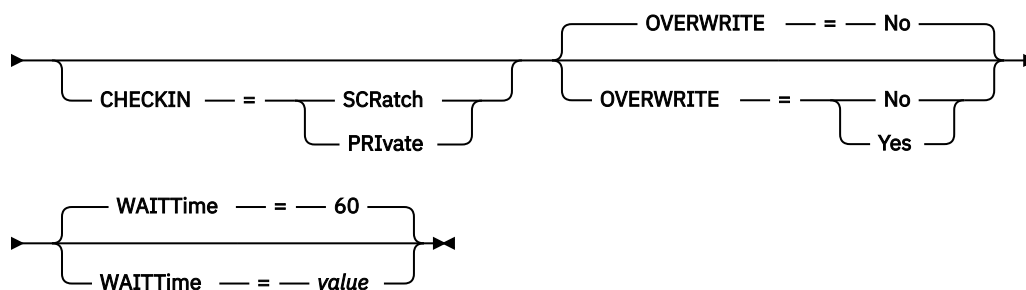 OVERWRITE = No
CHECKIN = SCRatch
PRIvate
OVERWRITE = No
Yes
WAITTime = 60
WAITTime = value